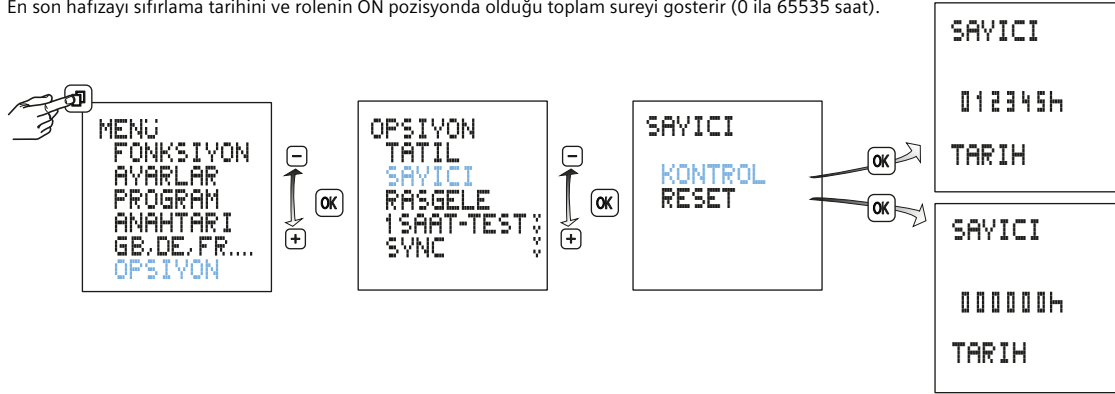 En son hafızayı sıfırlama tarihini ve rolenin ON pozisyonda olduğu toplam sureyi gosterir (0 ila 65535 saat).
MENÜ
FONKSIYON
AYARLAR
PROGRAM
ANAHTARI
GB,DE,FR....
OPSIYON
−
OK
+
OPSIYON
TATIL
SAYICI
RASGELE
1SAAT-TEST
SYNC
−
OK
+
SAYICI
KONTROL
RESET
OK
OK
SAYICI
012345h
TARIH
SAYICI
000000h
TARIH